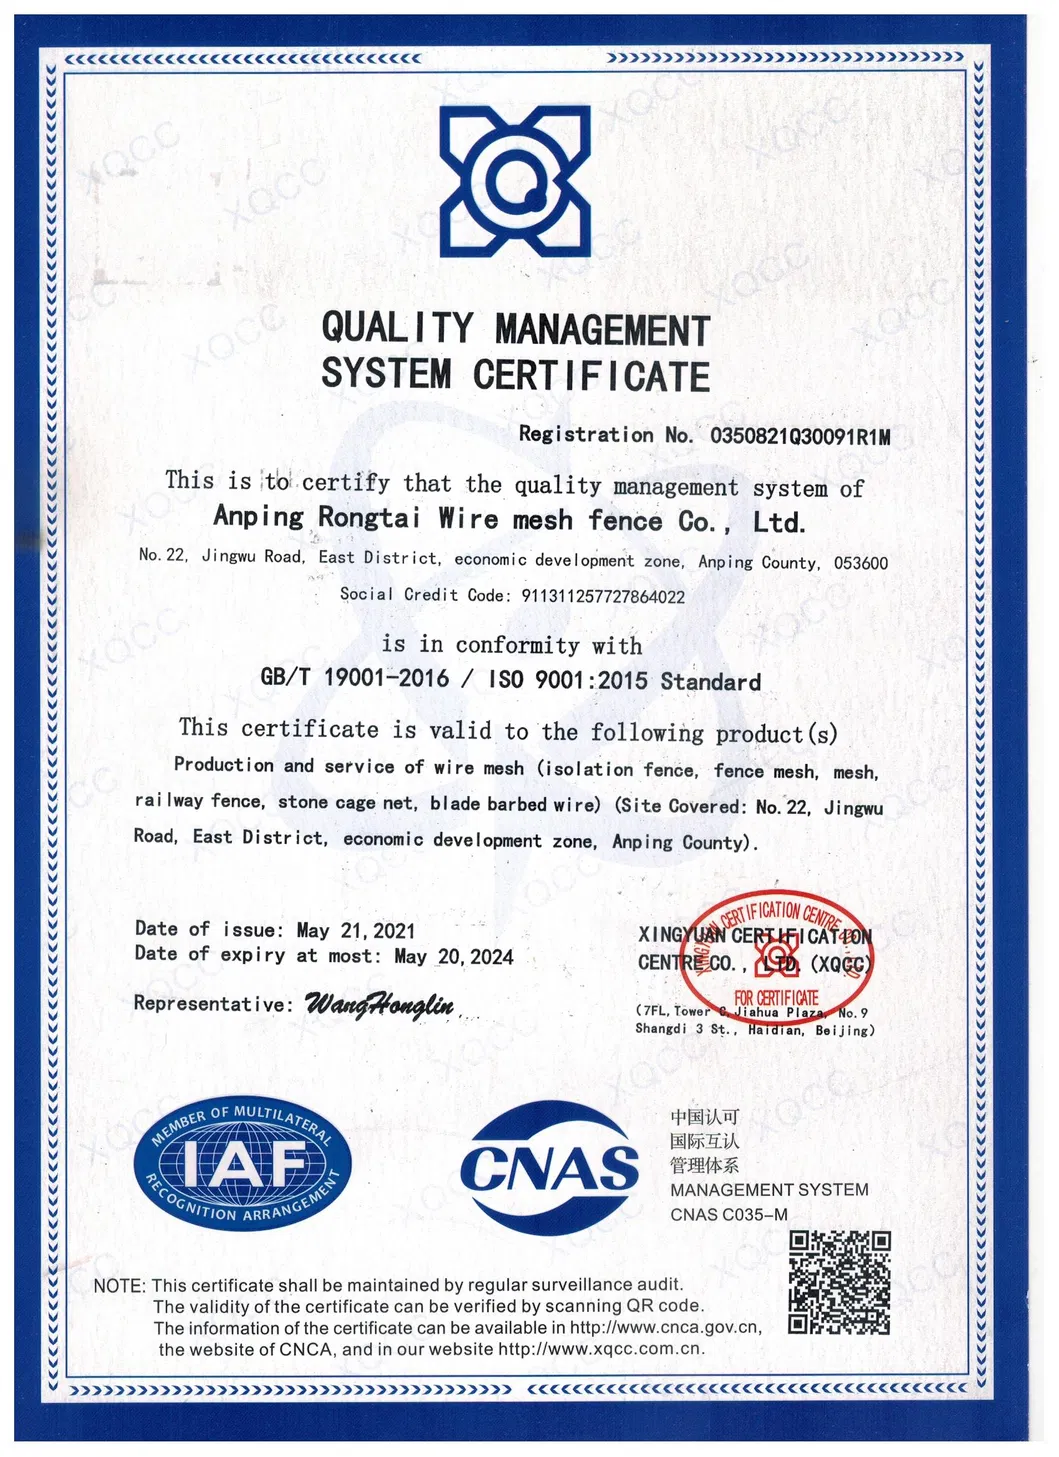 QUALITY MANAGEMENT
SYSTEM CERTIFICATE
Registration No. 0350821Q30091R1M
This is to certify that the quality management system of
Anping Rongtai Wire mesh fence Co., Ltd.
No.22, Jingwu Road, East District, economic development zone, Anping County, 053600
Social Credit Code: 911311257727864022
is in conformity with
GB/T 19001-2016 / ISO 9001:2015 Standard
This certificate is valid to the following product(s)
Production and service of wire mesh (isolation fence, fence mesh, mesh,
railway fence, stone cage net, blade barbed wire) (Site Covered: No.22, Jingwu
Road, East District, economic development zone, Anping County).
Date of issue: May 21,2021
Date of expiry at most: May 20,2024
Representative: WangHonglin
XINGYUAN CERTIFICATION
CENTRE CO., LTD. (XQCC)
(7FL,Tower C,Jiahua Plaza, No.9
Shangdi 3 St., Haidian, Beijing)
XINGYUAN CERTIFICATION CENTRE CO., LTD
FOR CERTIFICATE
MEMBER OF MULTILATERAL
IAF
RECOGNITION ARRANGEMENT
CNAS
中国认可
国际互认
管理体系
MANAGEMENT SYSTEM
CNAS C035-M
NOTE: This certificate shall be maintained by regular surveillance audit.
The validity of the certificate can be verified by scanning QR code.
The information of the certificate can be available in http://www.cnca.gov.cn,
the website of CNCA, and in our website http://www.xqcc.com.cn.
XQCC